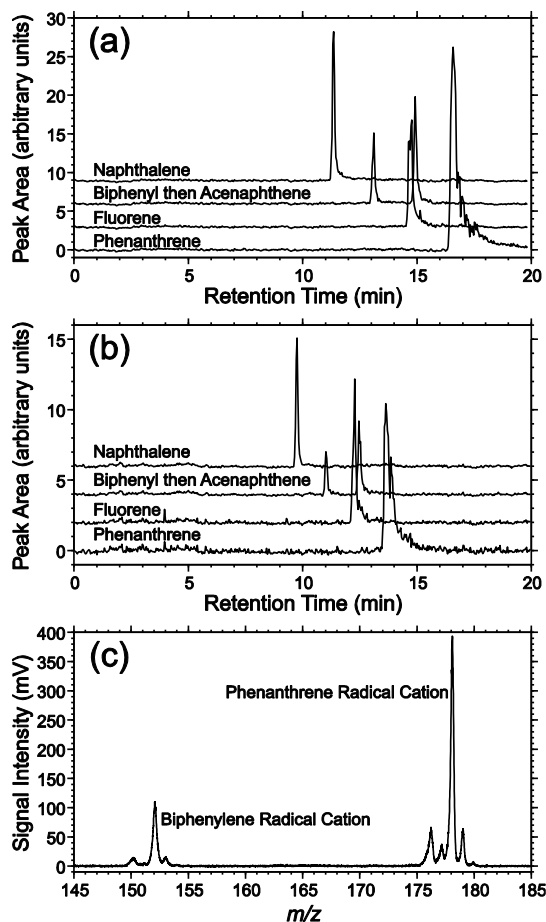 (a)
Peak Area (arbitrary units)
30
25
20
15
10
5
0
Naphthalene
Biphenyl then Acenaphthene
Fluorene
Phenanthrene
0 5 10 15 20
Retention Time (min)
(b)
Peak Area (arbitrary units)
15
10
5
0
Naphthalene
Biphenyl then Acenaphthene
Fluorene
Phenanthrene
0 5 10 15 20
Retention Time (min)
(c)
Signal Intensity (mV)
400
350
300
250
200
150
100
50
0
Phenanthrene Radical Cation
Biphenylene Radical Cation
145 150 155 160 165 170 175 180 185
m/z